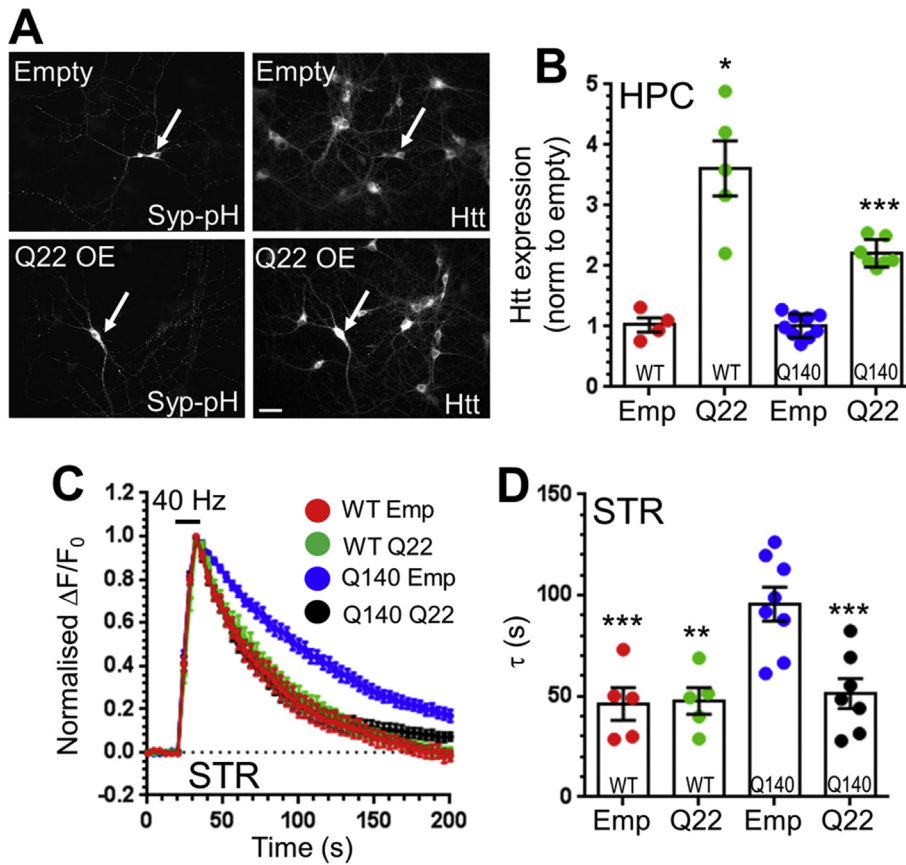 A
Empty
Syp-pH
Empty
Htt
Q22 OE
Syp-pH
Q22 OE
Htt
B
HPC
Htt expression
(norm to empty)
5
4
3
2
1
0
*
***
WT
WT
Q140
Q140
Emp
Q22
Emp
Q22
C
40 Hz
WT Emp
WT Q22
Q140 Emp
Q140 Q22
Normalised ΔF/F₀
1.2
1.0
0.8
0.6
0.4
0.2
0.0
-0.2
STR
0
50
100
150
200
Time (s)
D
STR
τ (s)
150
100
50
0
***
**
***
WT
WT
Q140
Q140
Emp
Q22
Emp
Q22